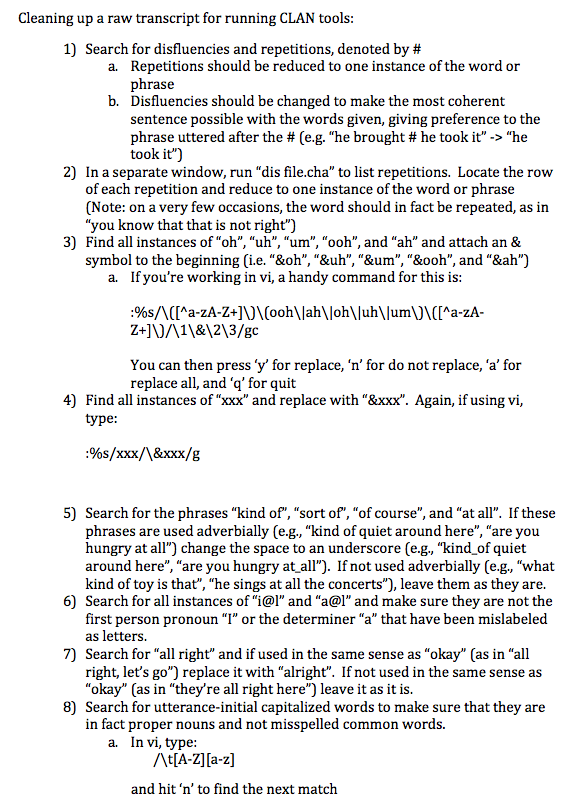 Cleaning up a raw transcript for running CLAN tools:
1) Search for disfluencies and repetitions, denoted by #
a. Repetitions should be reduced to one instance of the word or
phrase
b. Disfluencies should be changed to make the most coherent
sentence possible with the words given, giving preference to the
phrase uttered after the # (e.g. “he brought # he took it” -> “he
took it”)
2) In a separate window, run “dis file.cha” to list repetitions.  Locate the row
of each repetition and reduce to one instance of the word or phrase
(Note: on a very few occasions, the word should in fact be repeated, as in
“you know that that is not right”)
3) Find all instances of “oh”, “uh”, “um”, “ooh”, and “ah” and attach an &
symbol to the beginning (i.e. “&oh”, “&uh”, “&um”, “&ooh”, and “&ah”)
a. If you’re working in vi, a handy command for this is:
:%s/\([^a-zA-Z+]\)\(ooh\|ah\|oh\|uh\|um\)\([^a-zA-
Z+]\)/\1\&\2\3/gc
You can then press ‘y’ for replace, ‘n’ for do not replace, ‘a’ for
replace all, and ‘q’ for quit
4) Find all instances of “xxx” and replace with “&xxx”.  Again, if using vi,
type:
:%s/xxx/\&xxx/g
5) Search for the phrases “kind of”, “sort of”, “of course”, and “at all”.  If these
phrases are used adverbially (e.g., “kind of quiet around here”, “are you
hungry at all”) change the space to an underscore (e.g., “kind_of quiet
around here”, “are you hungry at_all”).  If not used adverbially (e.g., “what
kind of toy is that”, “he sings at all the concerts”), leave them as they are.
6) Search for all instances of “i@l” and “a@l” and make sure they are not the
first person pronoun “I” or the determiner “a” that have been mislabeled
as letters.
7) Search for “all right” and if used in the same sense as “okay” (as in “all
right, let’s go”) replace it with “alright”.  If not used in the same sense as
“okay” (as in “they’re all right here”) leave it as it is.
8) Search for utterance-initial capitalized words to make sure that they are
in fact proper nouns and not misspelled common words.
a. In vi, type:
/\t[A-Z][a-z]
and hit ‘n’ to find the next match